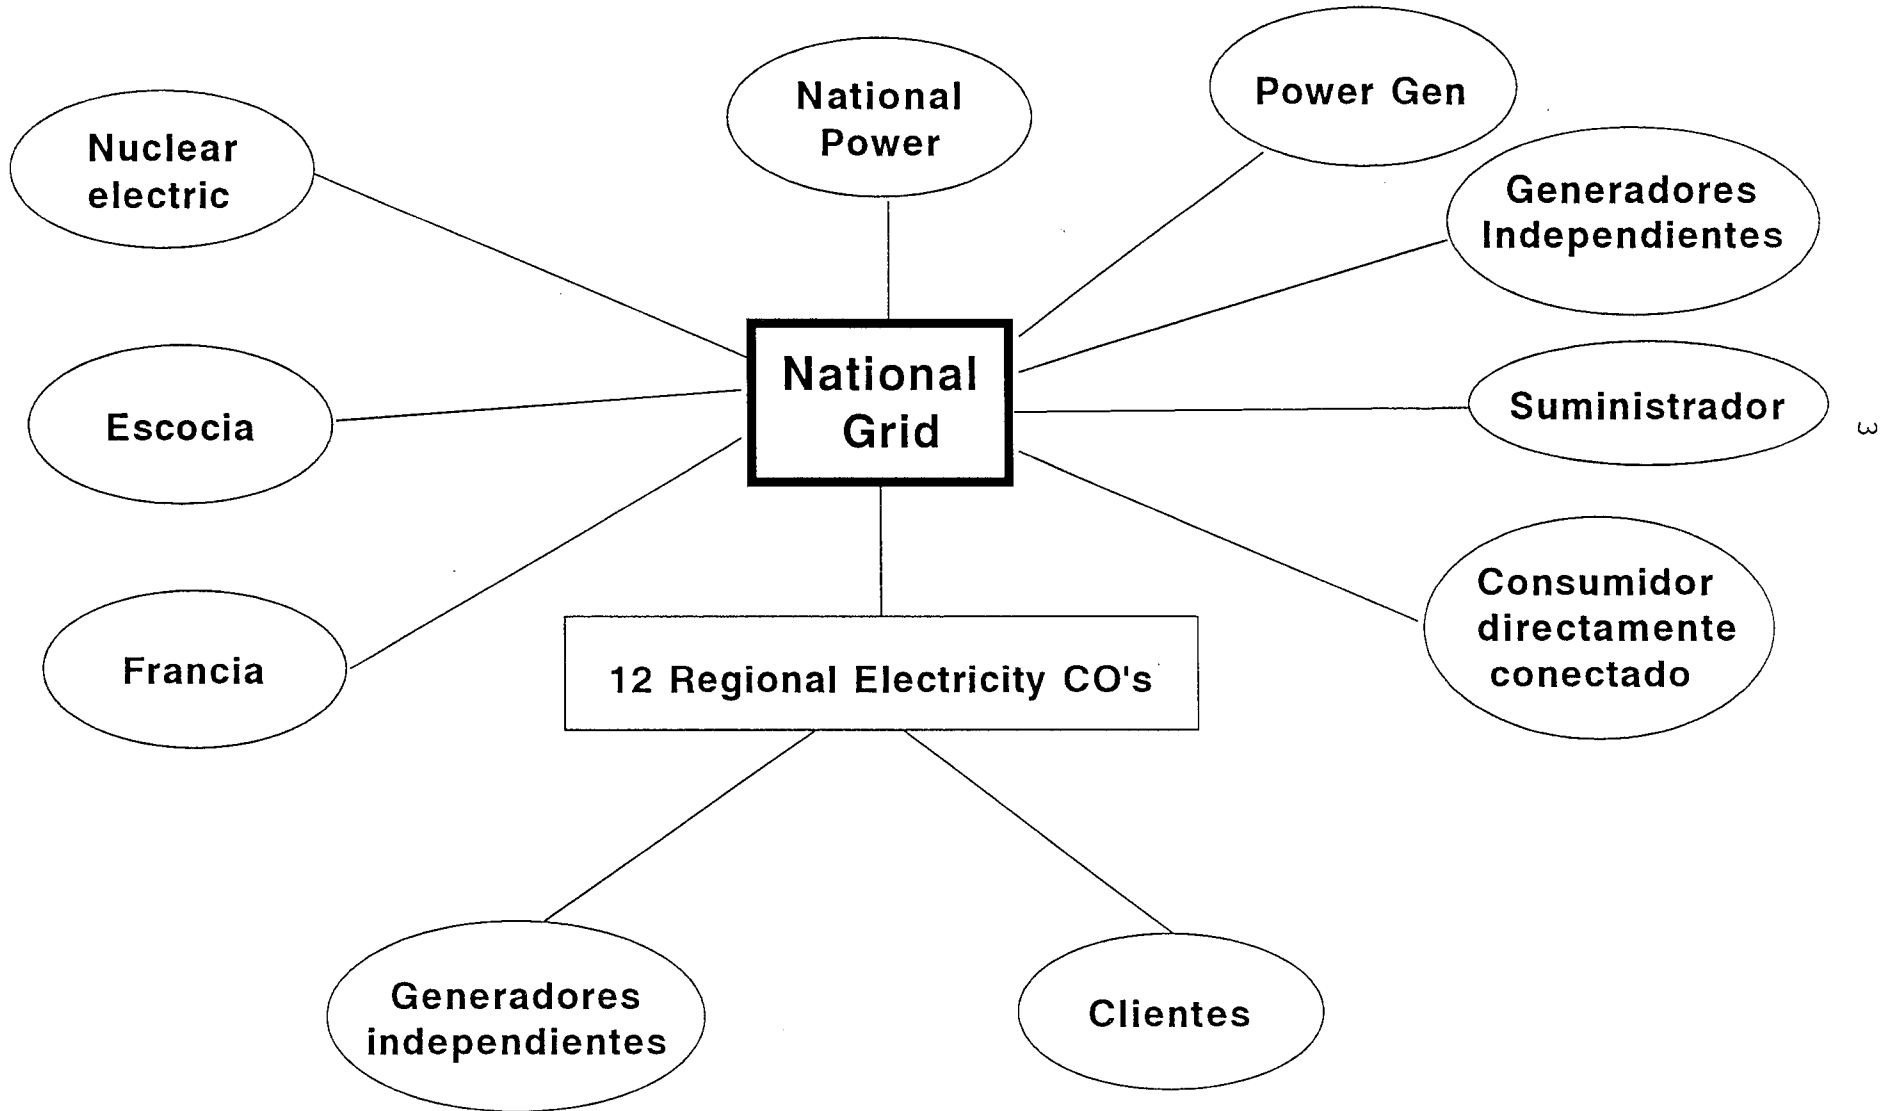 Power Gen
National
Power
Nuclear
electric
Generadores
Independientes
National
Grid
Escocia
Suministrador
3
Consumidor
directamente
conectado
Francia
12 Regional Electricity CO's
Generadores
independientes
Clientes